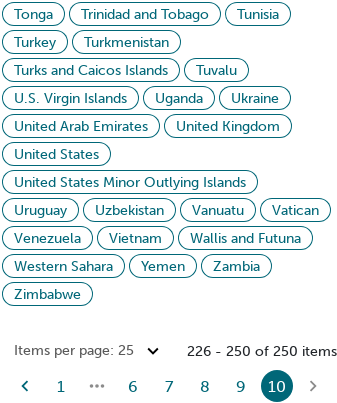 Tonga Trinidad and Tobago Tunisia
Turkey Turkmenistan
Turks and Caicos Islands Tuvalu
U.S. Virgin Islands Uganda Ukraine
United Arab Emirates United Kingdom
United States
United States Minor Outlying Islands
Uruguay Uzbekistan Vanuatu Vatican
Venezuela Vietnam Wallis and Futuna
Western Sahara Yemen Zambia
Zimbabwe
Items per page: 25 226 - 250 of 250 items
1 ••• 6 7 8 9 10